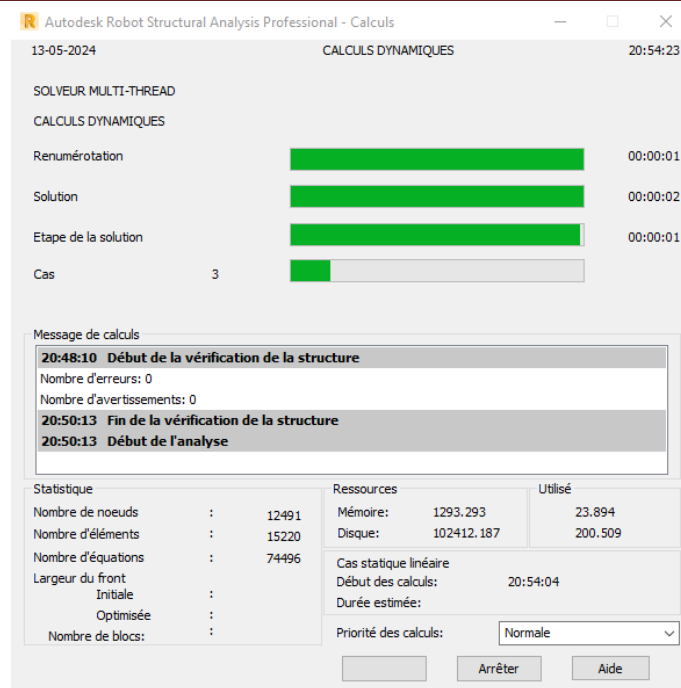 Autodesk Robot Structural Analysis Professional - Calculs
13-05-2024 CALCULS DYNAMIQUES 20:54:23
SOLVEUR MULTI-THREAD
CALCULS DYNAMIQUES
Renumérotation 00:00:01
Solution 00:00:02
Etape de la solution 00:00:01
Cas 3
Message de calculs
20:48:10 Début de la vérification de la structure
Nombre d'erreurs: 0
Nombre d'avertissements: 0
20:50:13 Fin de la vérification de la structure
20:50:13 Début de l'analyse
Statistique
Nombre de noeuds : 12491
Nombre d'éléments : 15220
Nombre d'équations : 74496
Largeur du front
Initiale :
Optimisée :
Nombre de blocs: :
Ressources Utilisé
Mémoire: 1293.293 23.894
Disque: 102412.187 200.509
Cas statique linéaire
Début des calculs: 20:54:04
Durée estimée:
Priorité des calculs: Normale
Arrêter Aide